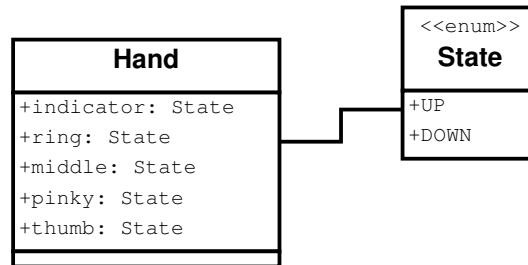 Hand
+indicator: State
+ring: State
+middle: State
+pinky: State
+thumb: State
<<enum>>
State
+UP
+DOWN